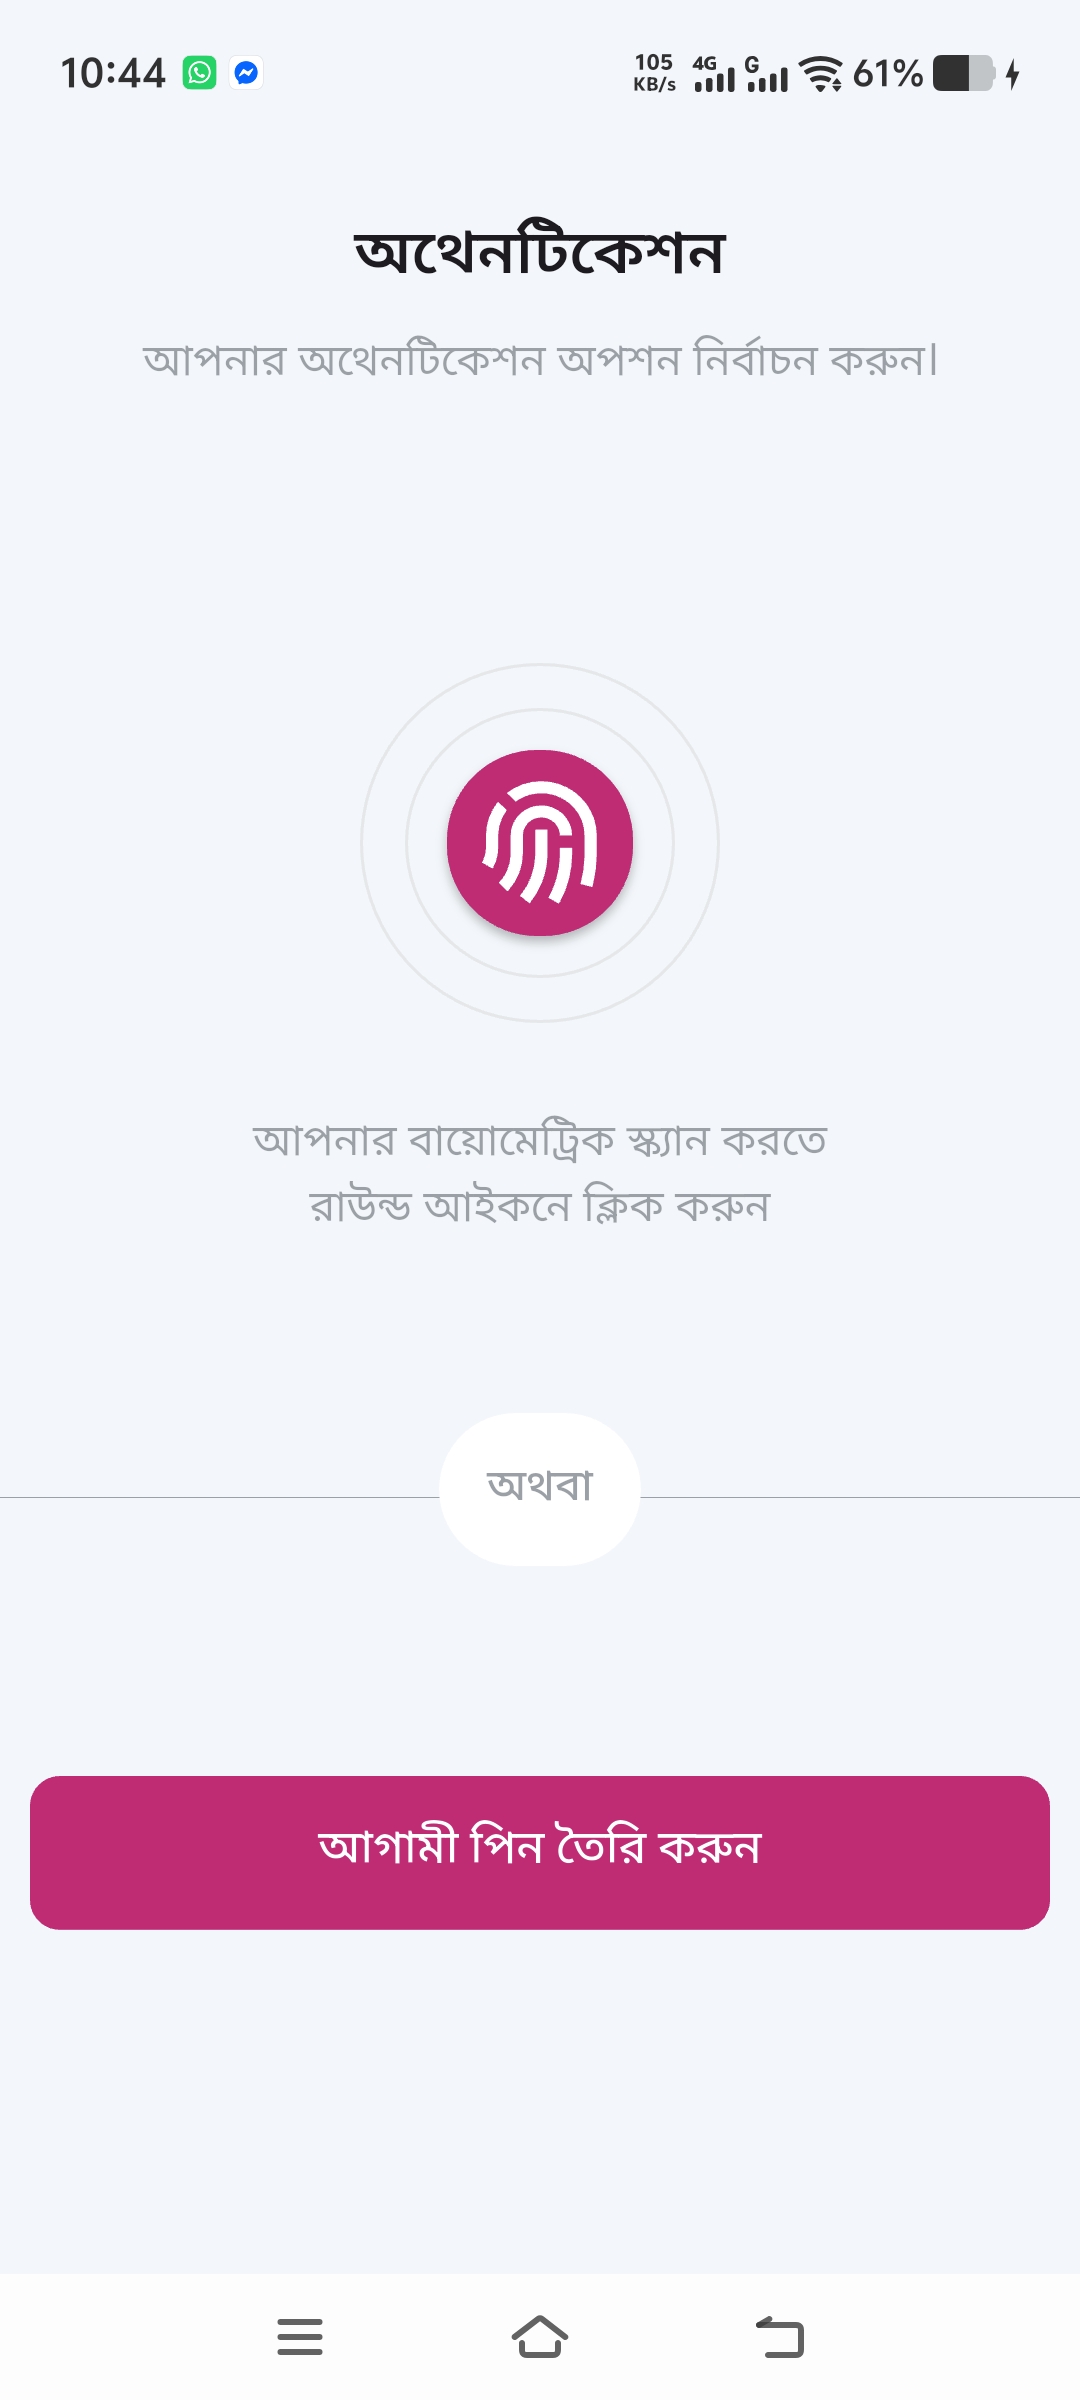 10:44
105 KB/s 4G G 61%
অথেনটিকেশন
আপনার অথেনটিকেশন অপশন নির্বাচন করুন।
আপনার বায়োমেট্রিক স্ক্যান করতে
রাউন্ড আইকনে ক্লিক করুন
অথবা
আগামী পিন তৈরি করুন